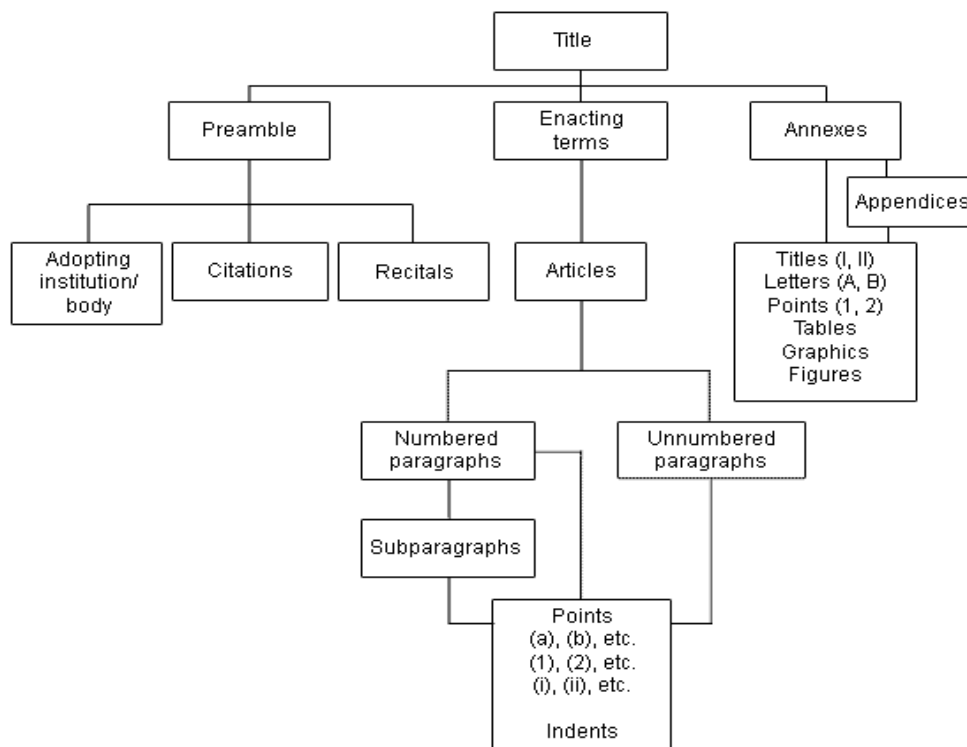 Title
Preamble
Enacting
terms
Annexes
Appendices
Adopting
institution/
body
Citations
Recitals
Articles
Titles (I, II)
Letters (A, B)
Points (1, 2)
Tables
Graphics
Figures
Numbered
paragraphs
Unnumbered
paragraphs
Subparagraphs
Points
(a), (b), etc.
(1), (2), etc.
(i), (ii), etc.
Indents